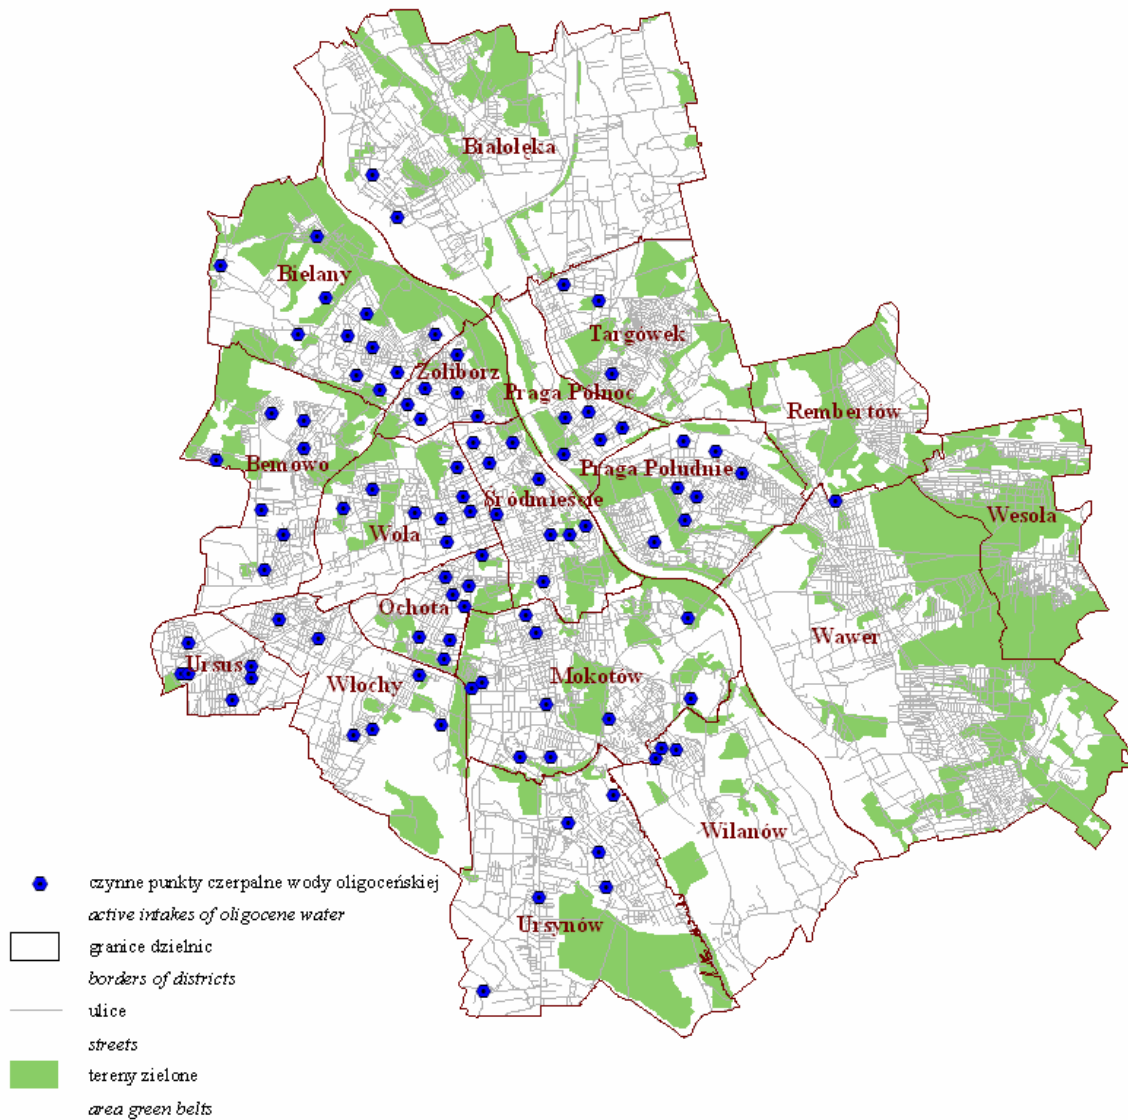 Białołęka
Bielany
Targówek
Żoliborz
Praga Północ
Rembertów
Bemowo
Praga Południe
Śródmieście
Wesoła
Wola
Ochota
Wawer
Ursus
Włochy
Mokotów
Wilanów
Ursynów
czynne punkty czerpalne wody oligoceńskiej
active intakes of oligocene water
granice dzielnic
borders of districts
ulice
streets
tereny zielone
area green belts